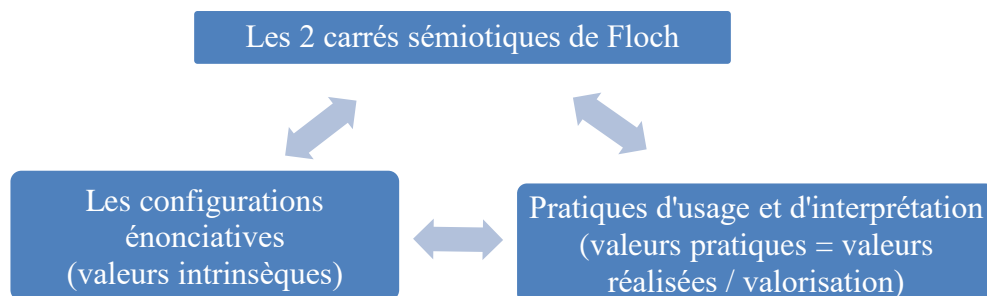 Les 2 carrés sémiotiques de Floch
Les configurations
énonciatives
(valeurs intrinsèques)
Pratiques d'usage et d'interprétation
(valeurs pratiques = valeurs
réalisées / valorisation)